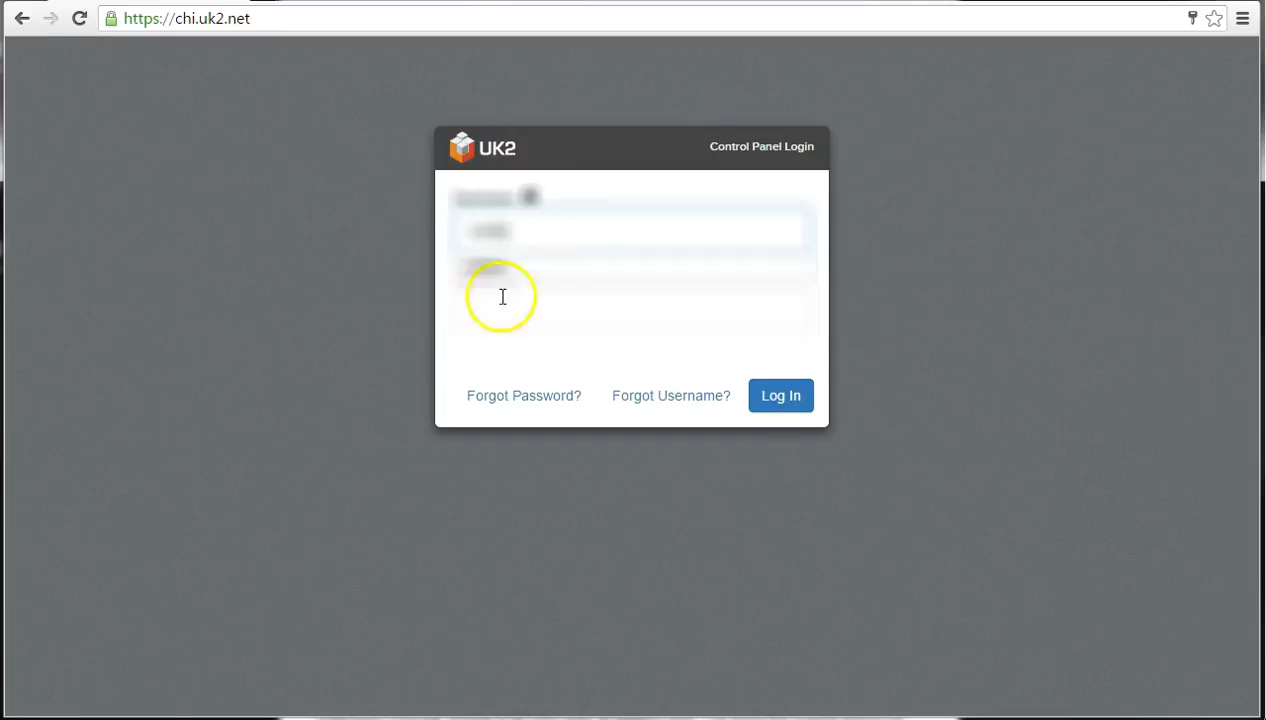 https://chi.uk2.net
UK2
Control Panel Login
Forgot Password?
Forgot Username?
Log In